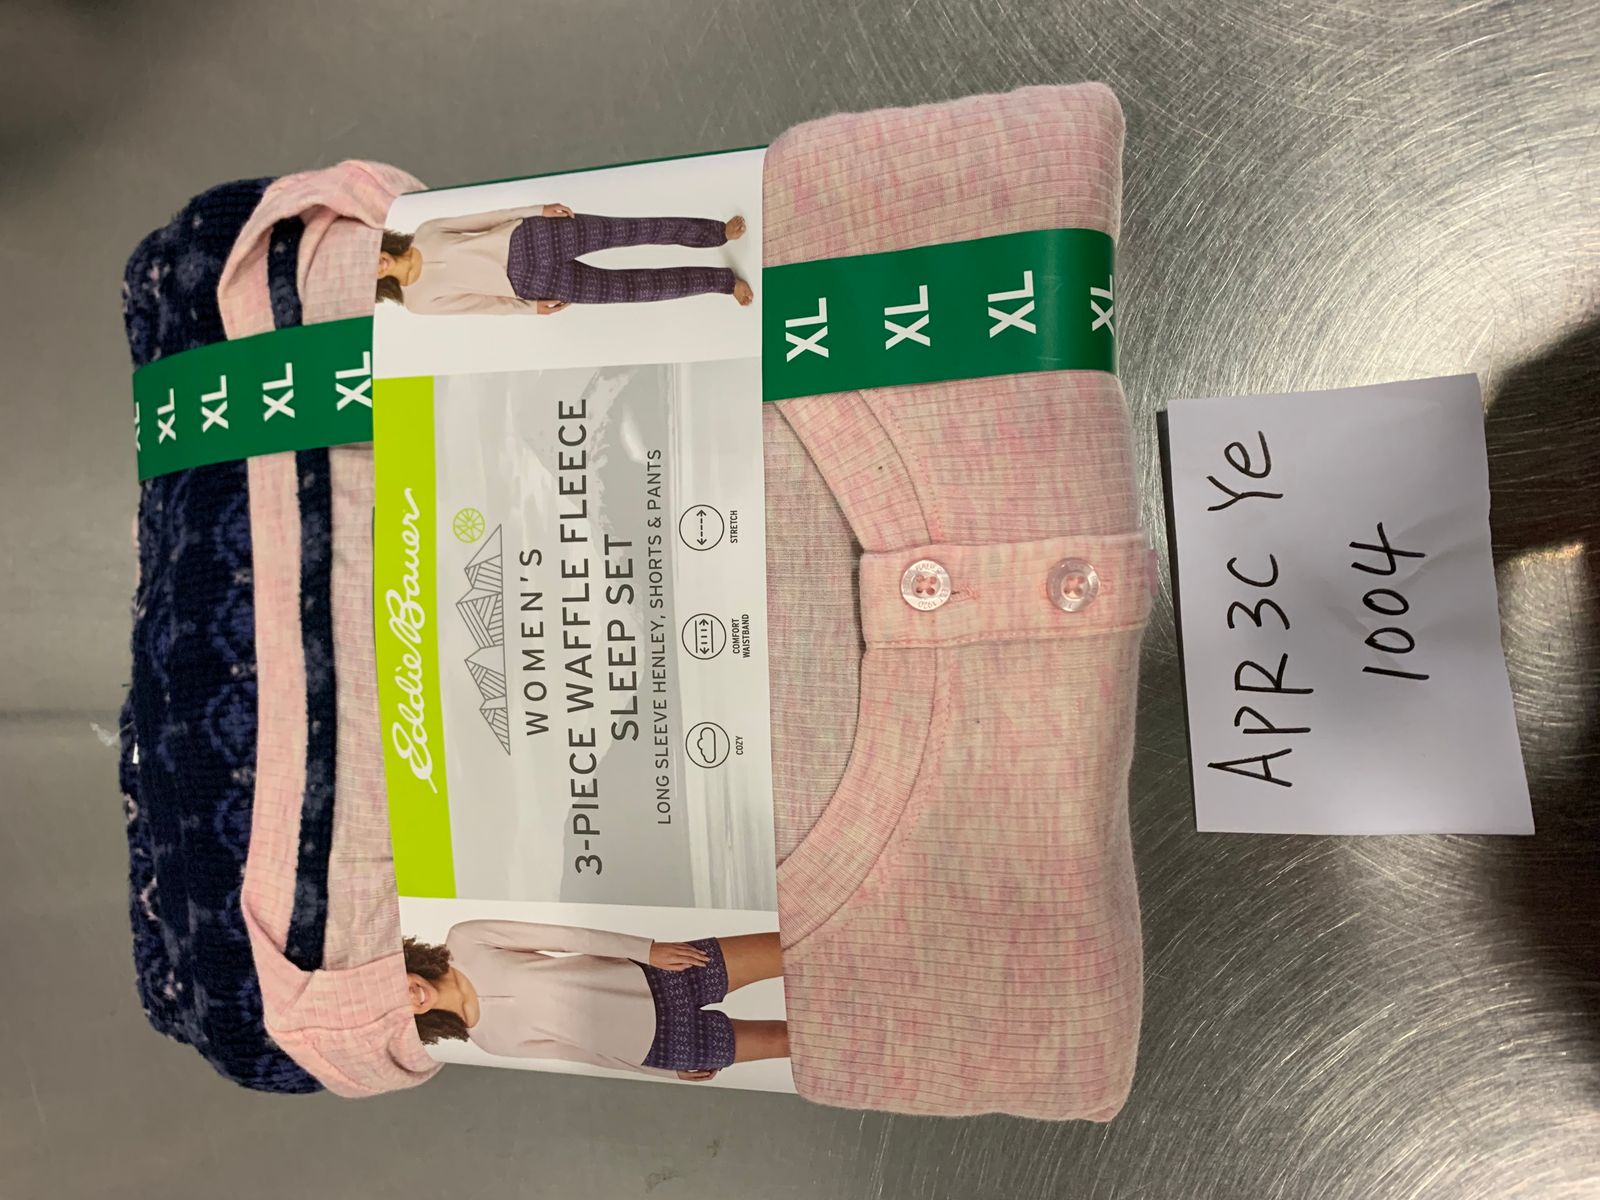 Eddie Bauer
WOMEN'S
3-PIECE WAFFLE FLEECE
SLEEP SET
LONG SLEEVE HENLEY, SHORTS & PANTS
COZY
COMFORT
WAISTBAND
STRETCH
XL
XL
XL
XL
XL
XL
XL
XL
XL
APR3C Ye
1004